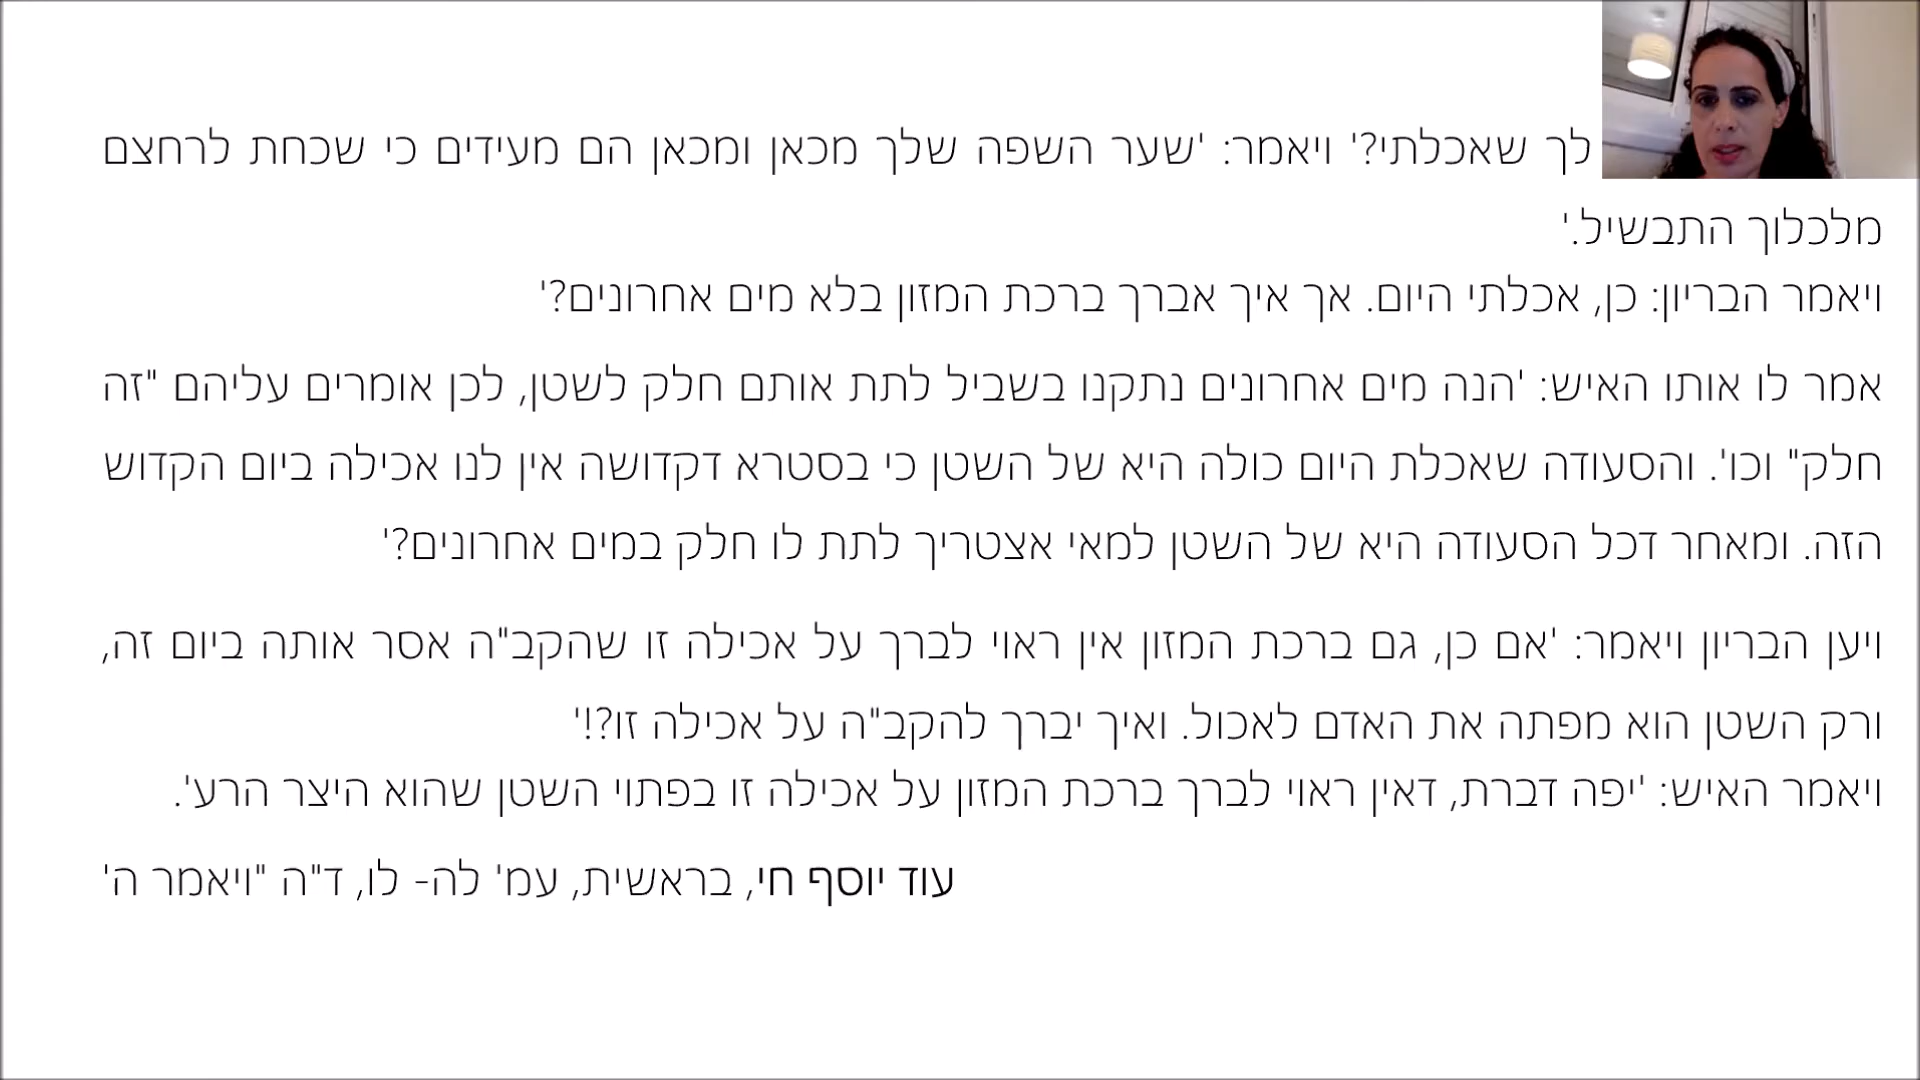 לך שאכלתי?' ויאמר: 'שער השפה שלך מכאן ומכאן הם מעידים כי שכחת לרחצם
מלכלוך התבשיל.'
ויאמר הבריון: כן, אכלתי היום. אך איך אברך ברכת המזון בלא מים אחרונים?'
אמר לו אותו האיש: 'הנה מים אחרונים נתקנו בשביל לתת אותם חלק לשטן, לכן אומרים עליהם "זה
חלק" וכו'. והסעודה שאכלת היום כולה היא של השטן כי בסטרא דקדושה אין לנו אכילה ביום הקדוש
הזה. ומאחר דכל הסעודה היא של השטן למאי אצטריך לתת לו חלק במים אחרונים?'
ויען הבריון ויאמר: 'אם כן, גם ברכת המזון אין ראוי לברך על אכילה זו שהקב"ה אסר אותה ביום זה,
ורק השטן הוא מפתה את האדם לאכול. ואיך יברך להקב"ה על אכילה זו?!'
ויאמר האיש: 'יפה דברת, דאין ראוי לברך ברכת המזון על אכילה זו בפתוי השטן שהוא היצר הרע'.
עוד יוסף חי, בראשית, עמ' לה- לו, ד"ה "ויאמר ה'